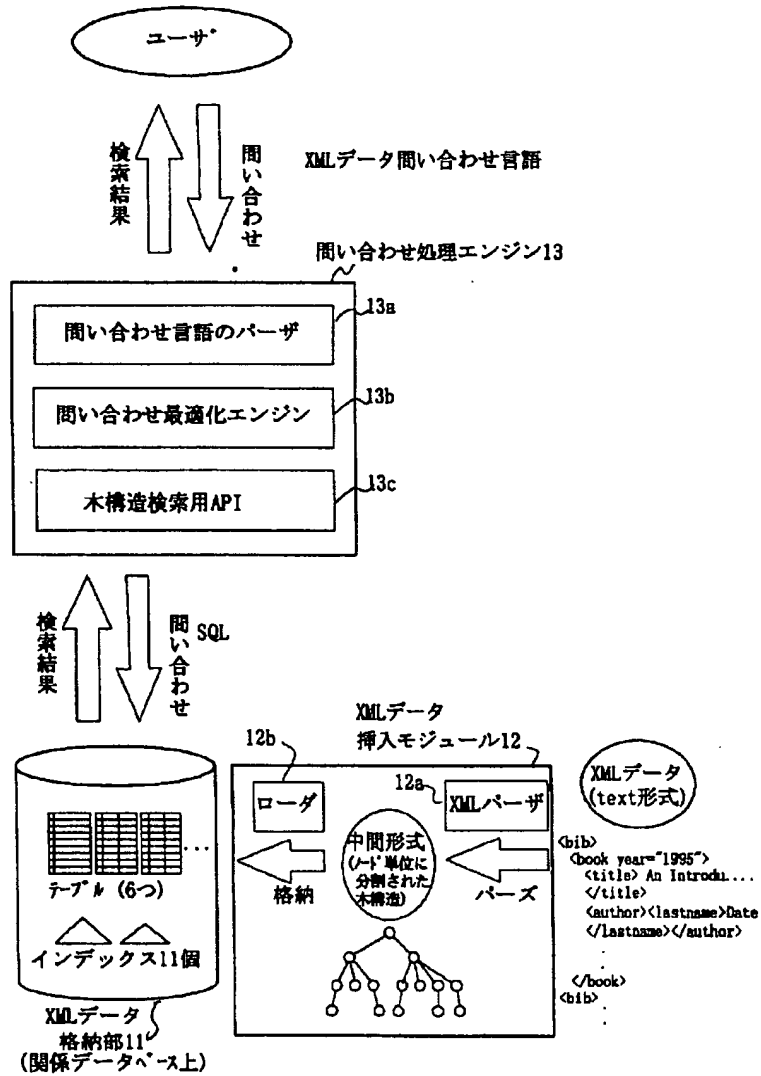 ユーザ
検索結果
問い合わせ
XMLデータ問い合わせ言語
問い合わせ処理エンジン13
問い合わせ言語のパーザ
13a
問い合わせ最適化エンジン
13b
木構造検索用API
13c
検索結果
問い合わせ
SQL
XMLデータ
挿入モジュール12
12b
ローダ
12a
XMLパーザ
XMLデータ
(text形式)
テーブル (6つ)
...
インデックス11個
XMLデータ
格納部11
(関係データベース上)
格納
中間形式
(ノード単位に
分割された
木構造)
パーズ
<bib>
<book year="1995">
<title> An Introdu....
</title>
<author><lastname>Date
</lastname></author>
.
.
</book>
<bib>
.
.